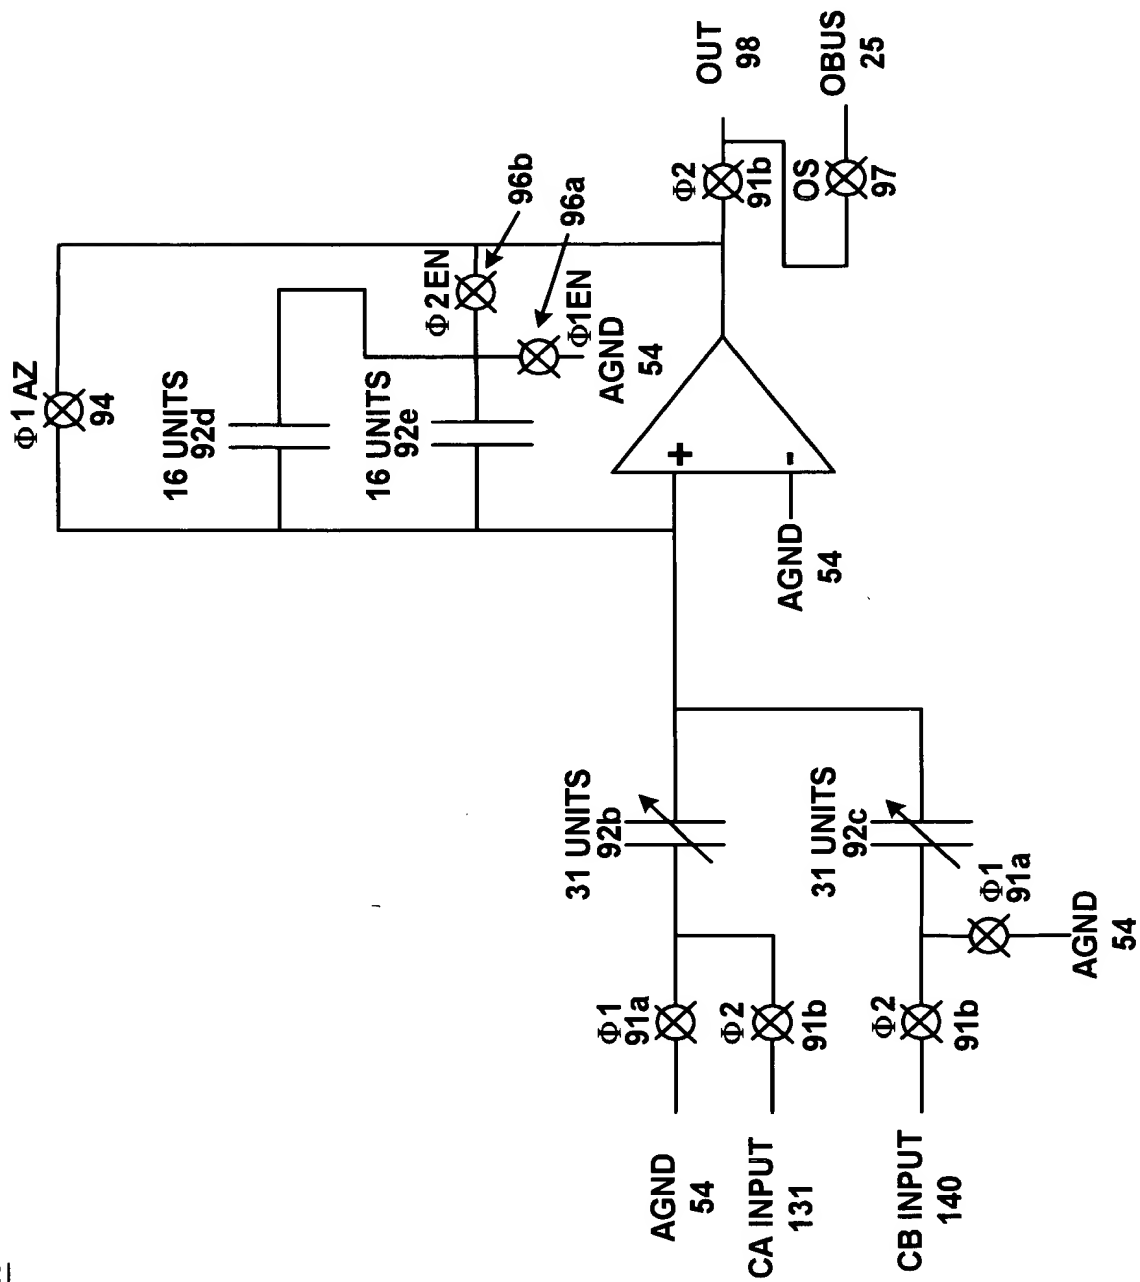 Φ1 AZ
94
16 UNITS
92d
16 UNITS
92e
Φ2 EN
96b
96a
Φ1EN
AGND
54
Φ2
91b
OUT
98
OS
97
OBUS
25
+
-
AGND
54
31 UNITS
92b
Φ1
91a
AGND
54
Φ2
91b
CA INPUT
131
31 UNITS
92c
Φ1
91a
AGND
54
Φ2
91b
CB INPUT
140